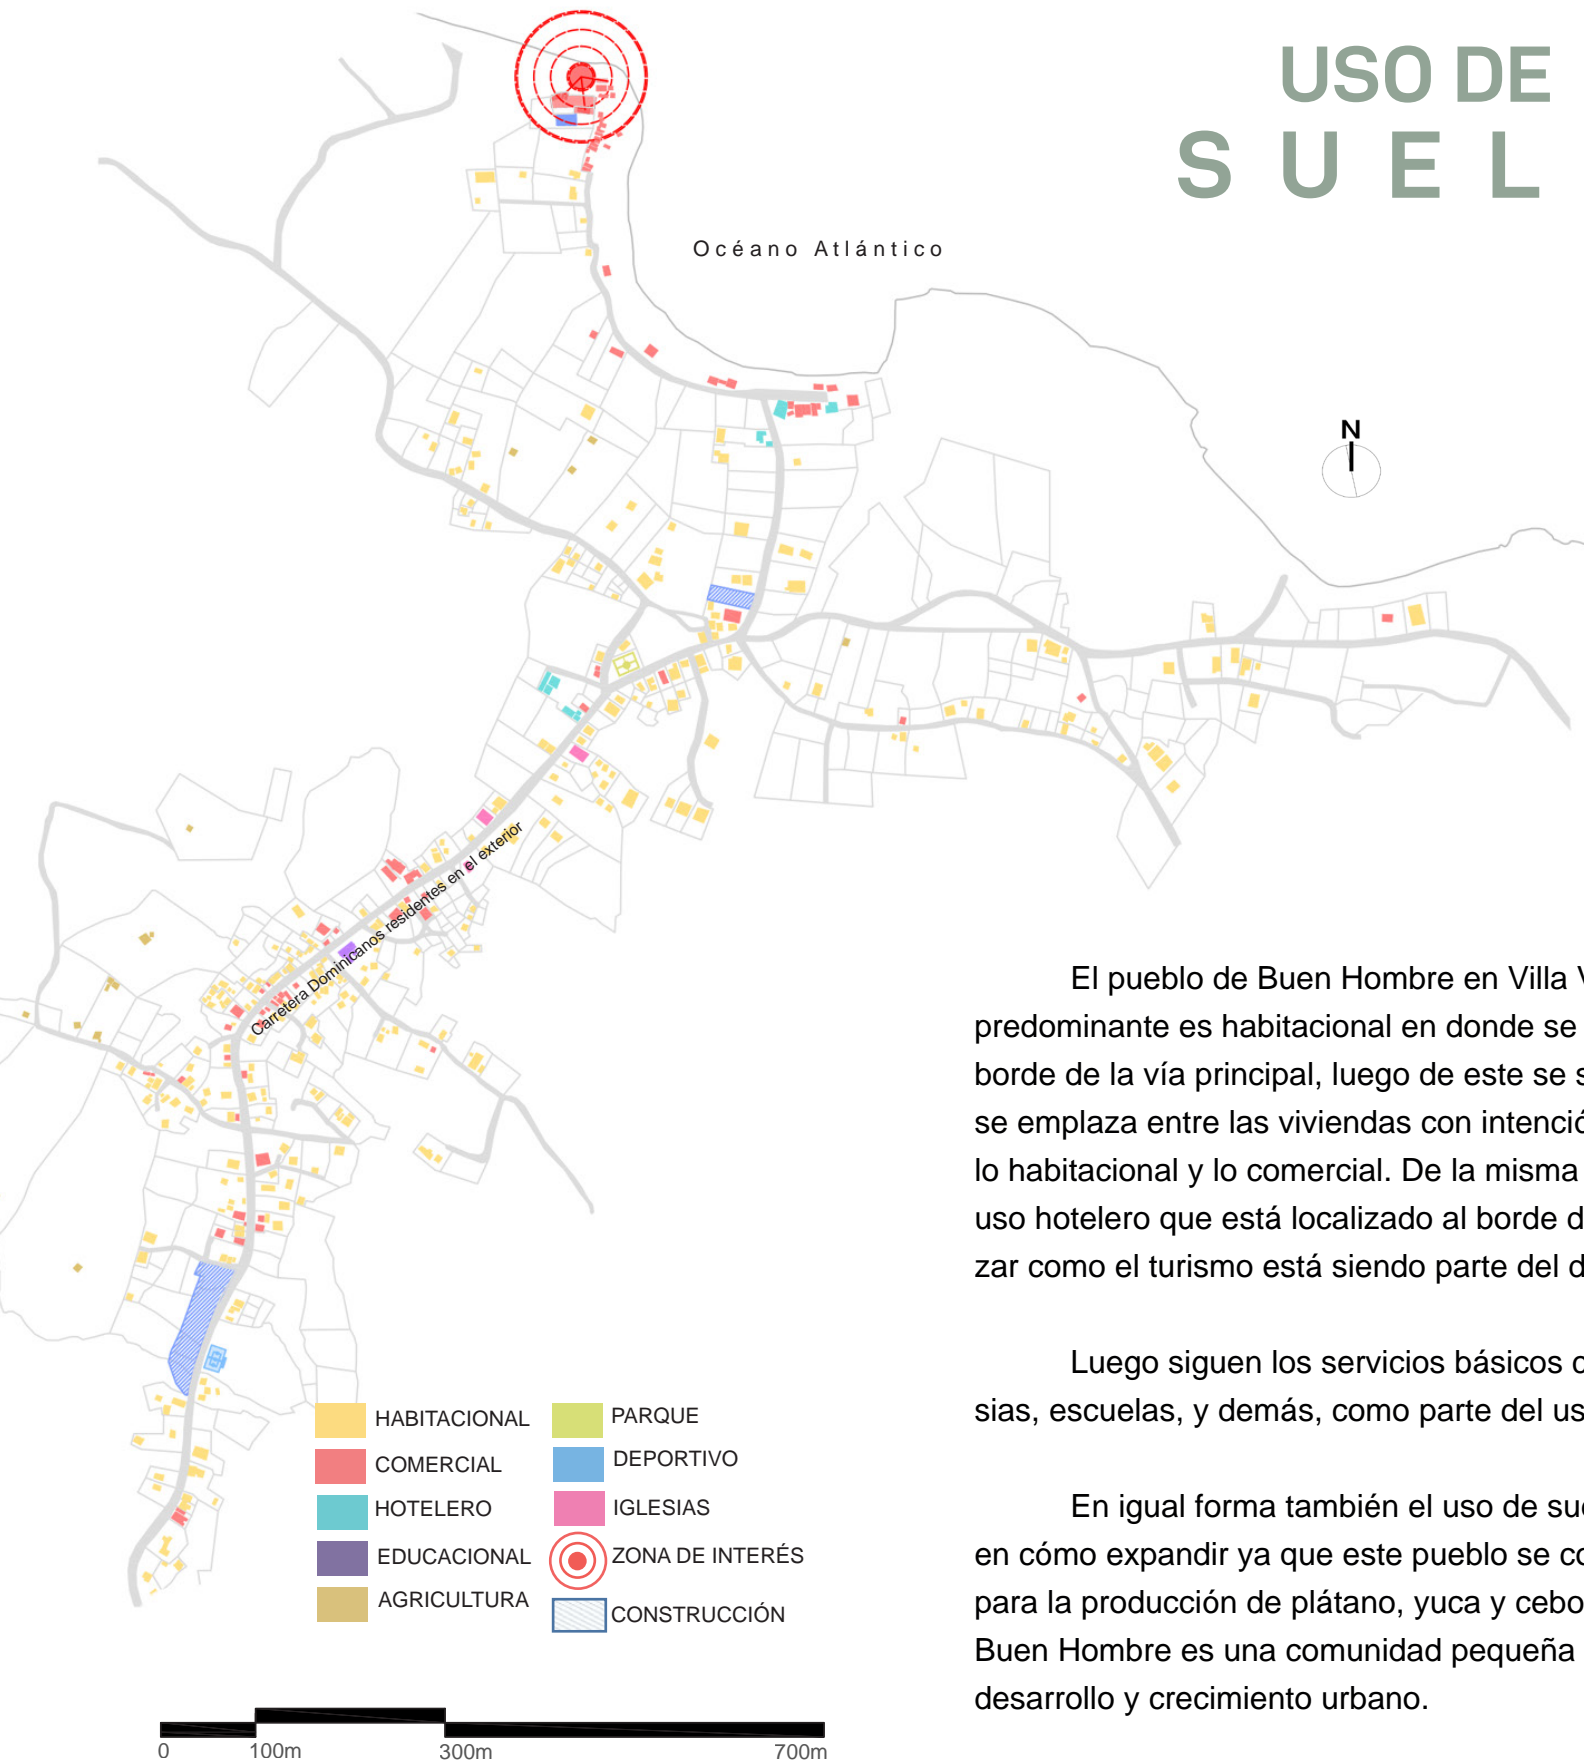 USO DE
SUEL
Océano Atlántico
N
Carretera Dominicanos residentes en el exterior
El pueblo de Buen Hombre en Villa V
predominante es habitacional en donde se
borde de la vía principal, luego de este se s
se emplaza entre las viviendas con intenció
lo habitacional y lo comercial. De la misma
uso hotelero que está localizado al borde d
zar como el turismo está siendo parte del d
Luego siguen los servicios básicos c
sias, escuelas, y demás, como parte del us
En igual forma también el uso de sue
en cómo expandir ya que este pueblo se co
para la producción de plátano, yuca y cebo
Buen Hombre es una comunidad pequeña
desarrollo y crecimiento urbano.
HABITACIONAL
COMERCIAL
HOTELERO
EDUCACIONAL
AGRICULTURA
PARQUE
DEPORTIVO
IGLESIAS
ZONA DE INTERÉS
CONSTRUCCIÓN
0 100m 300m 700m